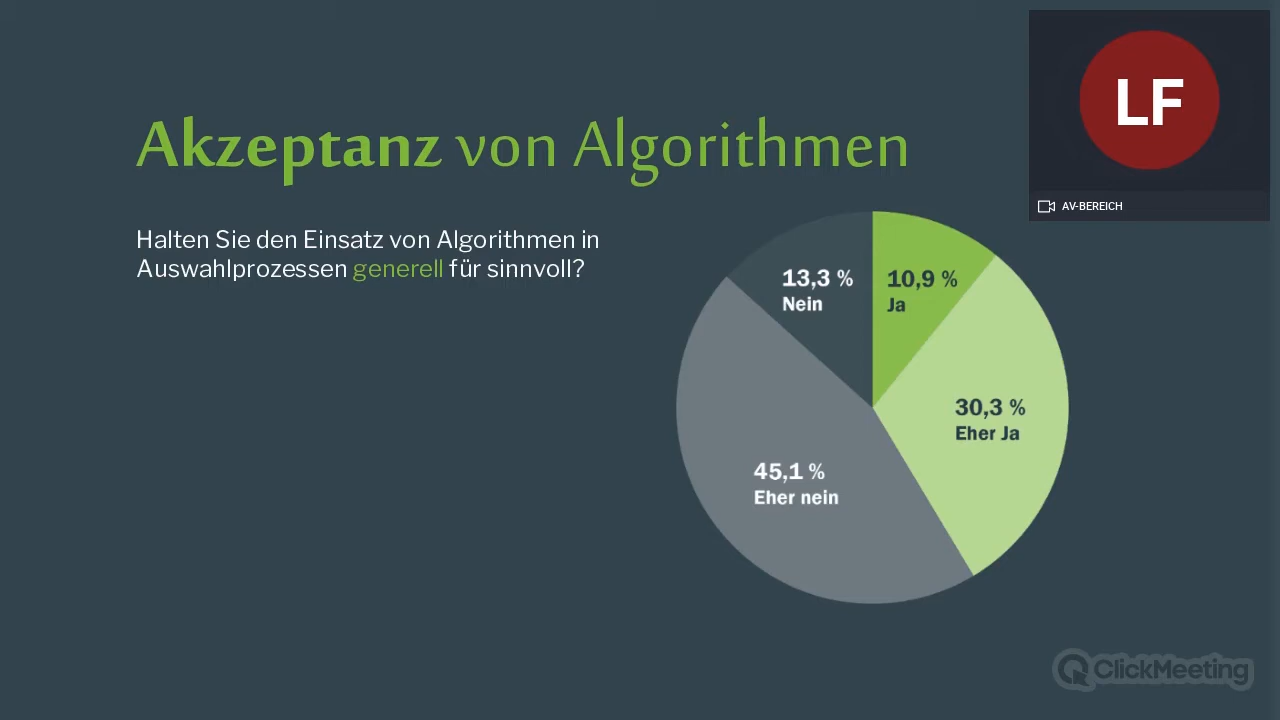 LF
AV-BEREICH
Akzeptanz von Algorithmen
Halten Sie den Einsatz von Algorithmen in
Auswahlprozessen generell für sinnvoll?
13,3 %
Nein
10,9 %
Ja
30,3 %
Eher Ja
45,1 %
Eher nein
ClickMeeting